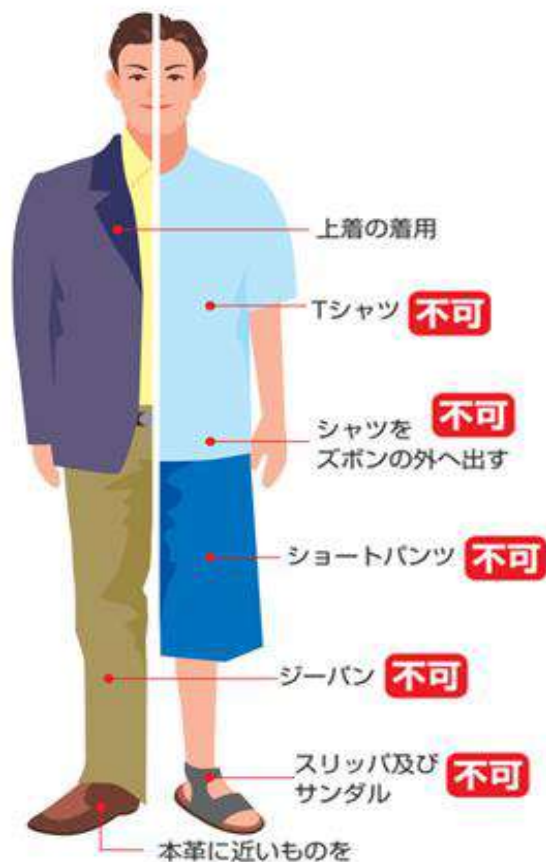 上着の着用
Tシャツ 不可
シャツを 不可
ズボンの外へ出す
ショートパンツ 不可
ジーパン 不可
スリッパ及び 不可
サンダル
本革に近いものを